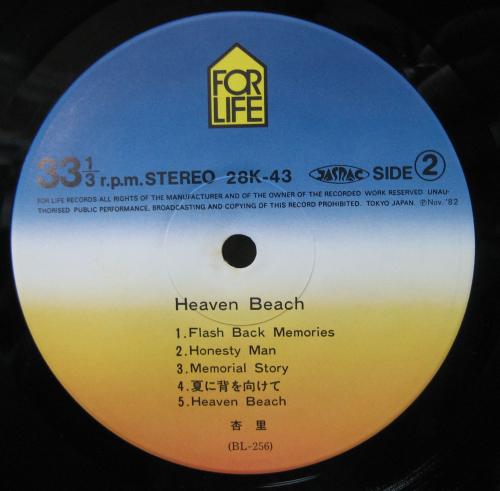 FOR
LIFE
33 1/3 r.p.m. STEREO 28K-43 JASRAC SIDE 2
FOR LIFE RECORDS·ALL RIGHTS OF THE MANUFACTURER AND OF THE OWNER OF THE RECORDED WORK RESERVED UNAU-
THORISED PUBLIC PERFORMANCE, BROADCASTING AND COPYING OF THIS RECORD PROHIBITED. TOKYO JAPAN. ℗Nov. '82
Heaven Beach
1.Flash Back Memories
2.Honesty Man
3.Memorial Story
4.夏に背を向けて
5.Heaven Beach
杏里
(BL-256)